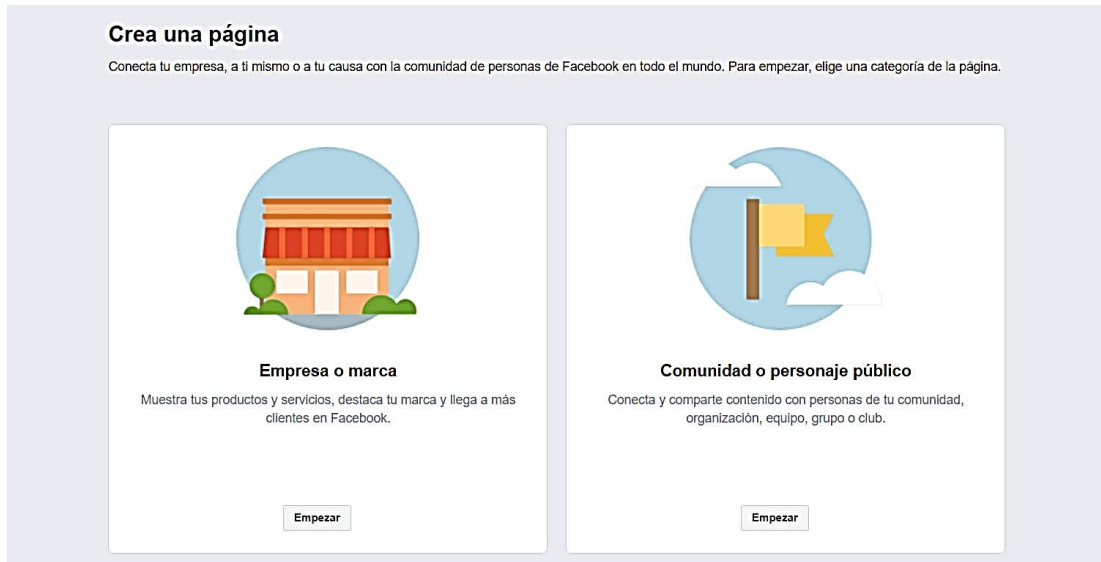 Crea una página
Conecta tu empresa, a ti mismo o a tu causa con la comunidad de personas de Facebook en todo el mundo. Para empezar, elige una categoría de la página.
Empresa o marca
Muestra tus productos y servicios, destaca tu marca y llega a más
clientes en Facebook.
Empezar
Comunidad o personaje público
Conecta y comparte contenido con personas de tu comunidad,
organización, equipo, grupo o club.
Empezar